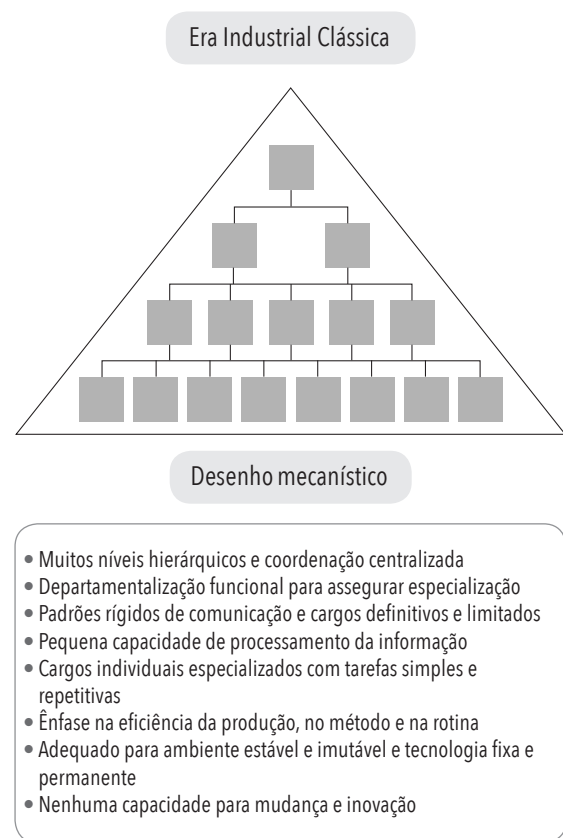 Era Industrial Clássica
Desenho mecanístico
• Muitos níveis hierárquicos e coordenação centralizada
• Departamentalização funcional para assegurar especialização
• Padrões rígidos de comunicação e cargos definitivos e limitados
• Pequena capacidade de processamento da informação
• Cargos individuais especializados com tarefas simples e
repetitivas
• Ênfase na eficiência da produção, no método e na rotina
• Adequado para ambiente estável e imutável e tecnologia fixa e
permanente
• Nenhuma capacidade para mudança e inovação